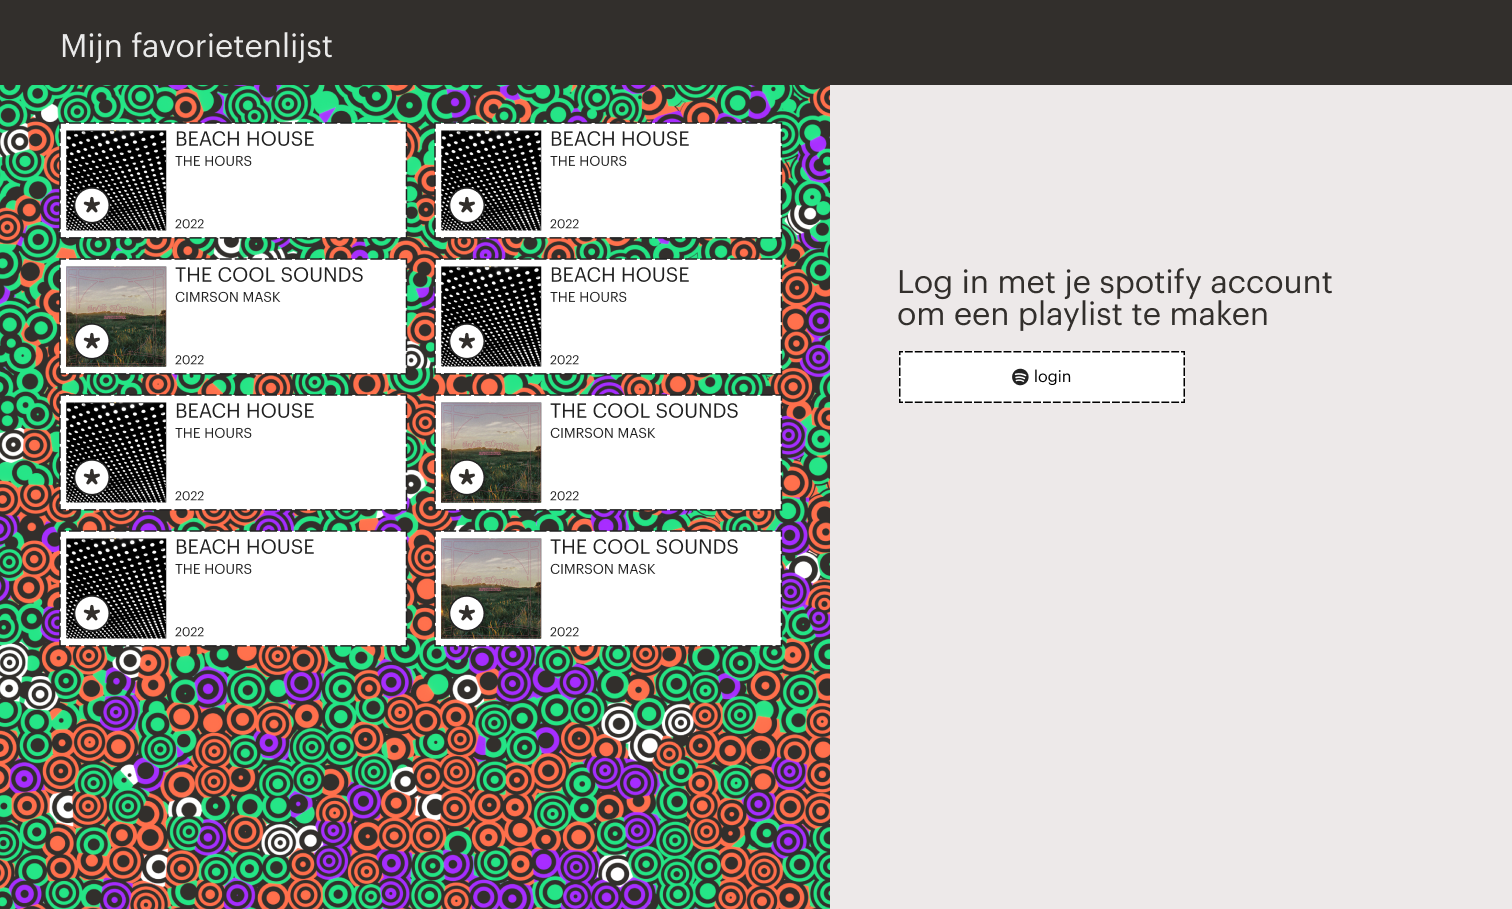 Mijn favorietenlijst
BEACH HOUSE
THE HOURS
2022
BEACH HOUSE
THE HOURS
2022
THE COOL SOUNDS
CIMRSON MASK
2022
BEACH HOUSE
THE HOURS
2022
BEACH HOUSE
THE HOURS
2022
THE COOL SOUNDS
CIMRSON MASK
2022
BEACH HOUSE
THE HOURS
2022
THE COOL SOUNDS
CIMRSON MASK
2022
Log in met je spotify account
om een playlist te maken
login